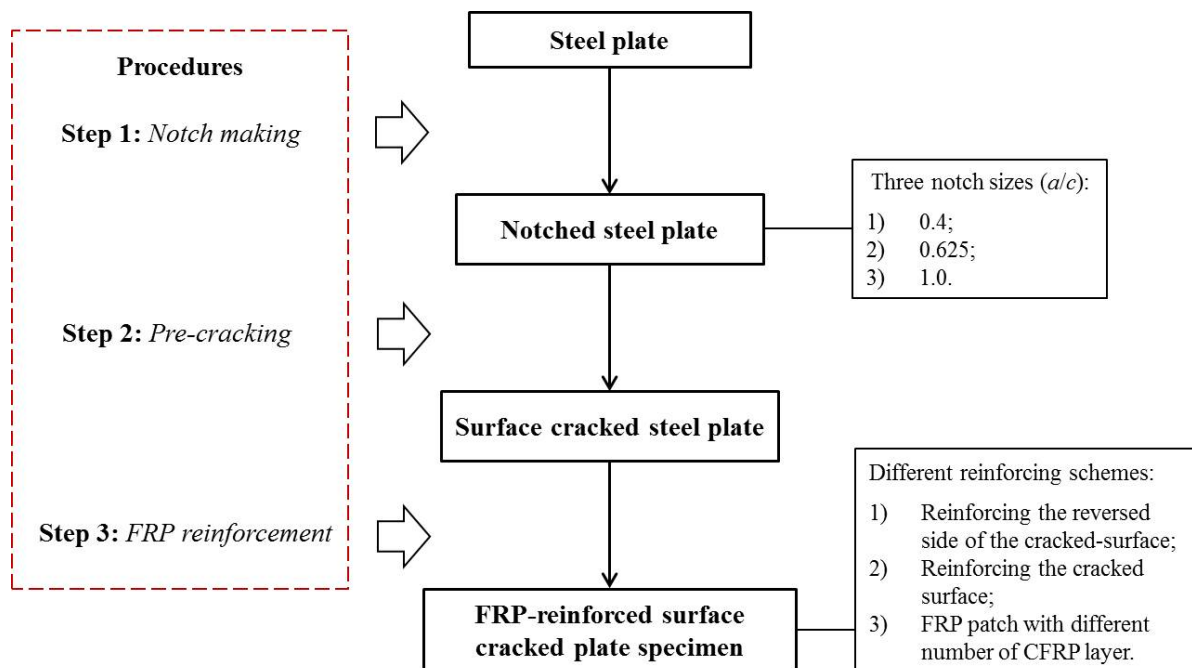 Procedures
Step 1: Notch making
Step 2: Pre-cracking
Step 3: FRP reinforcement
Steel plate
Notched steel plate
Three notch sizes (a/c):
1) 0.4;
2) 0.625;
3) 1.0.
Surface cracked steel plate
FRP-reinforced surface
cracked plate specimen
Different reinforcing schemes:
1) Reinforcing the reversed
side of the cracked-surface;
2) Reinforcing the cracked
surface;
3) FRP patch with different
number of CFRP layer.